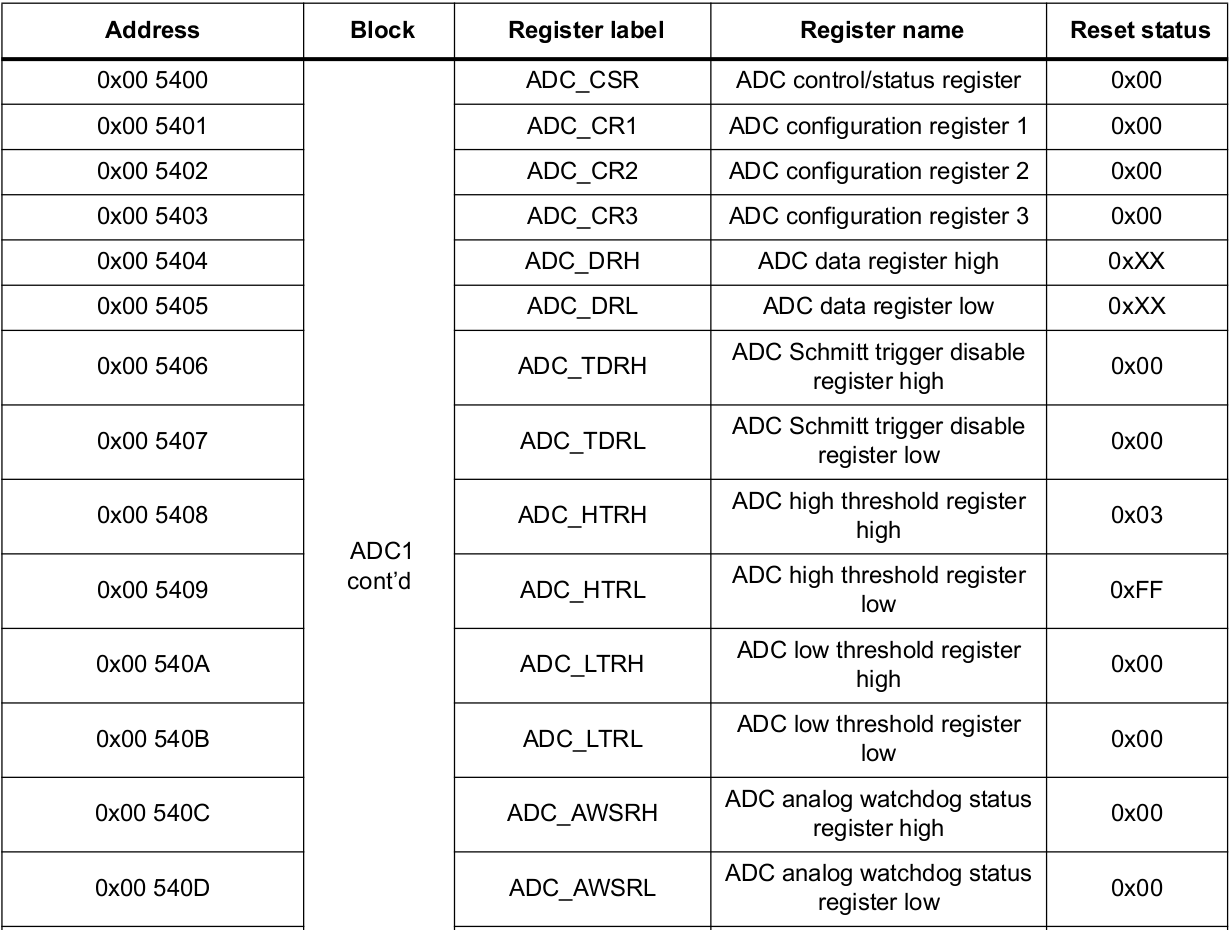 Address Block Register label Register name Reset status
0x00 5400 ADC_CSR ADC control/status register 0x00
0x00 5401 ADC_CR1 ADC configuration register 1 0x00
0x00 5402 ADC_CR2 ADC configuration register 2 0x00
0x00 5403 ADC_CR3 ADC configuration register 3 0x00
0x00 5404 ADC_DRH ADC data register high 0xXX
0x00 5405 ADC_DRL ADC data register low 0xXX
0x00 5406 ADC_TDRH ADC Schmitt trigger disable
register high 0x00
0x00 5407 ADC_TDRL ADC Schmitt trigger disable
register low 0x00
0x00 5408 ADC_HTRH ADC high threshold register
high 0x03
ADC1
cont’d
0x00 5409 ADC_HTRL ADC high threshold register
low 0xFF
0x00 540A ADC_LTRH ADC low threshold register
high 0x00
0x00 540B ADC_LTRL ADC low threshold register
low 0x00
0x00 540C ADC_AWSRH ADC analog watchdog status
register high 0x00
0x00 540D ADC_AWSRL ADC analog watchdog status
register low 0x00